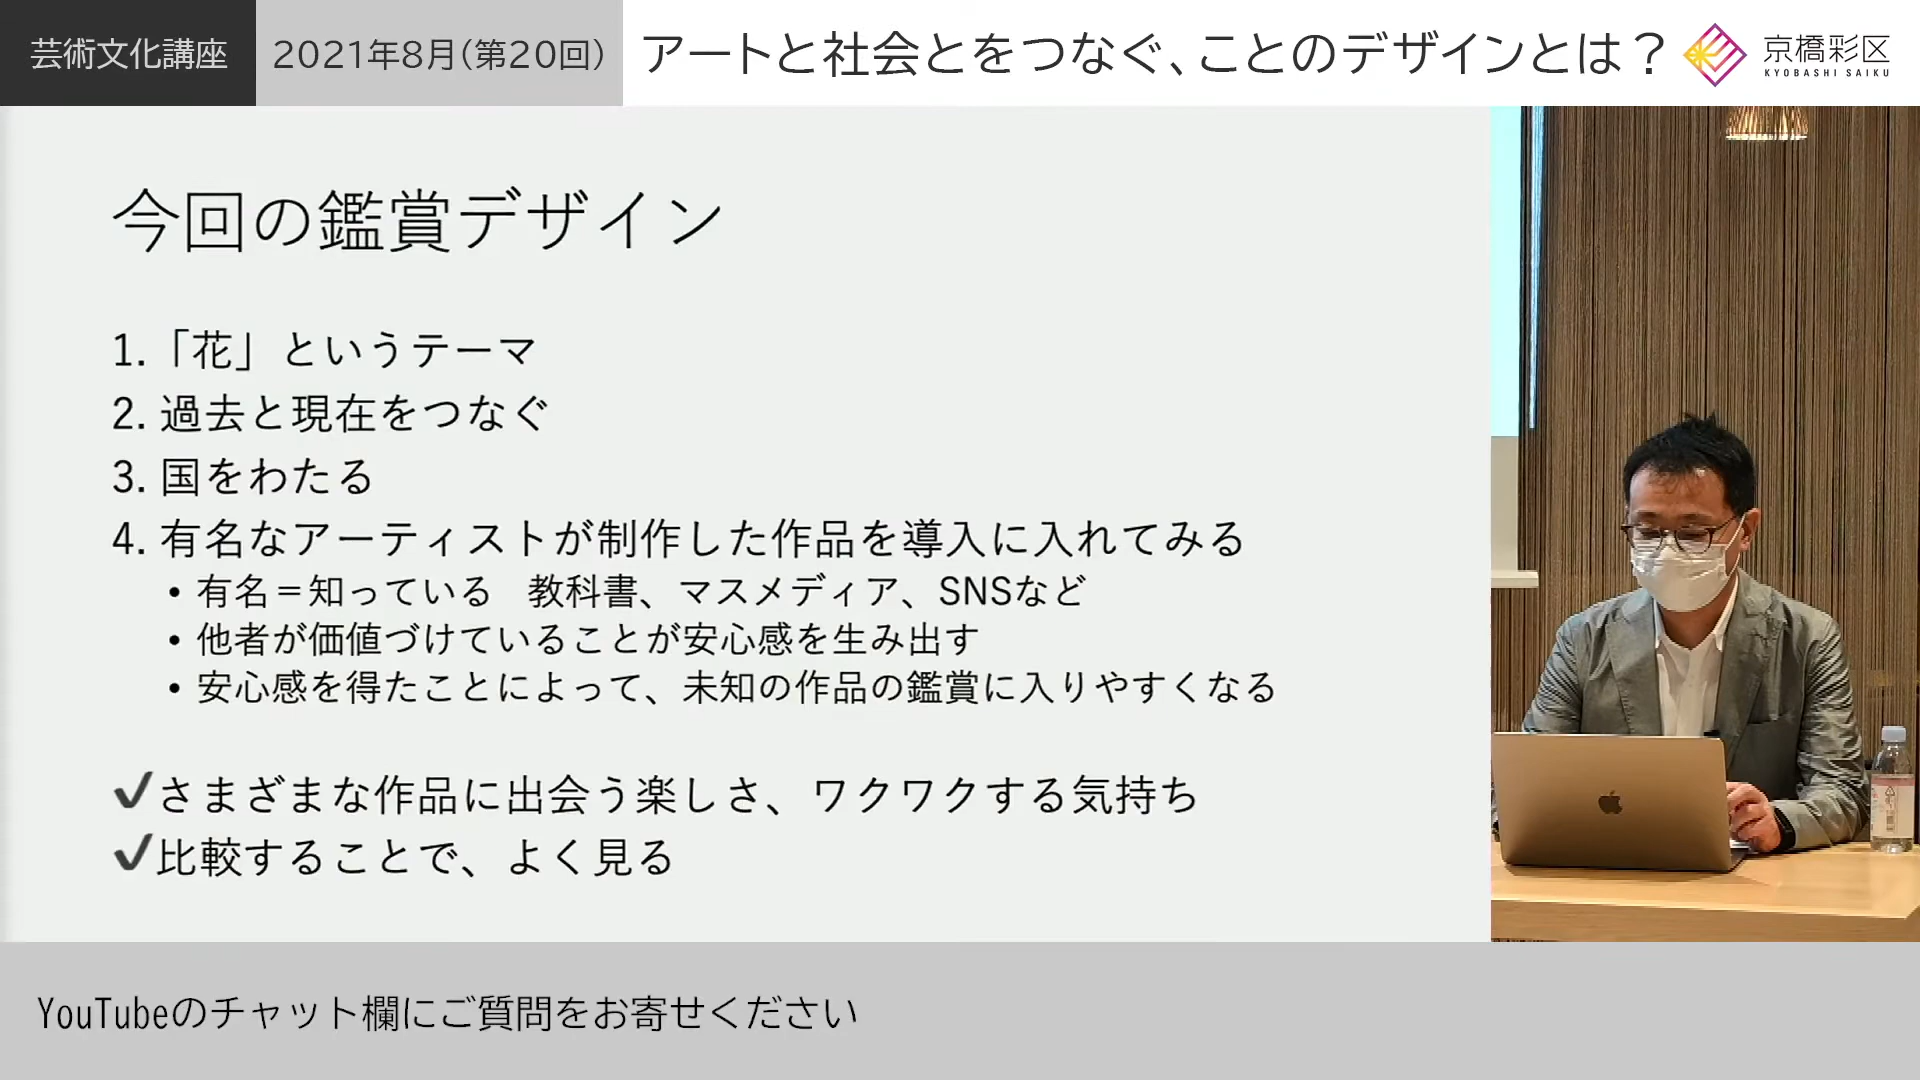 芸術文化講座
2021年8月(第20回)
アートと社会とをつなぐ、ことのデザインとは？
京橋彩区
KYOBASHI SAIKU
今回の鑑賞デザイン
1.「花」というテーマ
2. 過去と現在をつなぐ
3. 国をわたる
4. 有名なアーティストが制作した作品を導入に入れてみる
• 有名＝知っている　教科書、マスメディア、SNSなど
• 他者が価値づけていることが安心感を生み出す
• 安心感を得たことによって、未知の作品の鑑賞に入りやすくなる
✔さまざまな作品に出会う楽しさ、ワクワクする気持ち
✔比較することで、よく見る
YouTubeのチャット欄にご質問をお寄せください